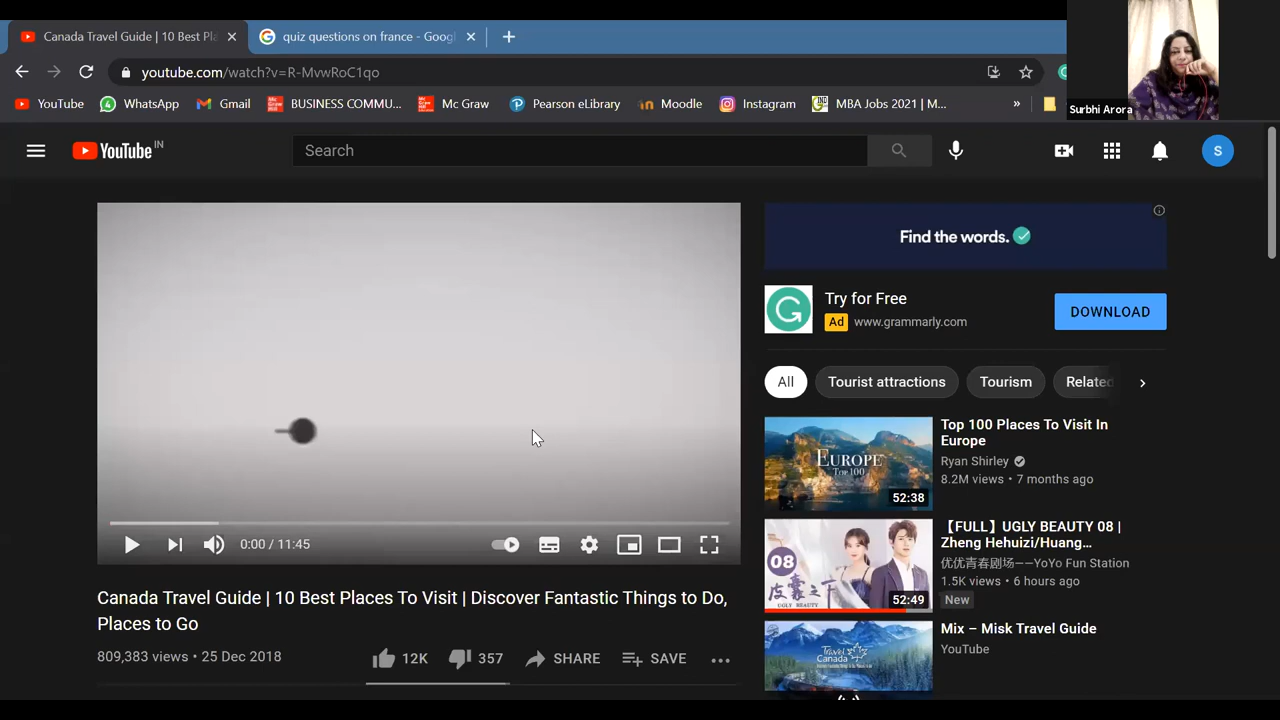 Canada Travel Guide | 10 Best Pla
quiz questions on france - Goog
youtube.com/watch?v=R-MvwRoC1qo
YouTube
WhatsApp
Gmail
BUSINESS COMMU...
Mc Graw
Pearson eLibrary
Moodle
Instagram
MBA Jobs 2021 | M...
»
Surbhi Arora
YouTube IN
Search
S
Find the words.
Try for Free
Ad www.grammarly.com
DOWNLOAD
All
Tourist attractions
Tourism
Related
EUROPE
TOP 100
52:38
Top 100 Places To Visit In
Europe
Ryan Shirley
8.2M views • 7 months ago
08
皮囊之下
UGLY BEAUTY
52:49
【FULL】UGLY BEAUTY 08 |
Zheng Hehuizi/Huang...
优优青春剧场——YoYo Fun Station
1.5K views • 6 hours ago
New
Travel
Canada
Mix – Misk Travel Guide
YouTube
0:00 / 11:45
Canada Travel Guide | 10 Best Places To Visit | Discover Fantastic Things to Do,
Places to Go
809,383 views • 25 Dec 2018
12K
357
SHARE
SAVE